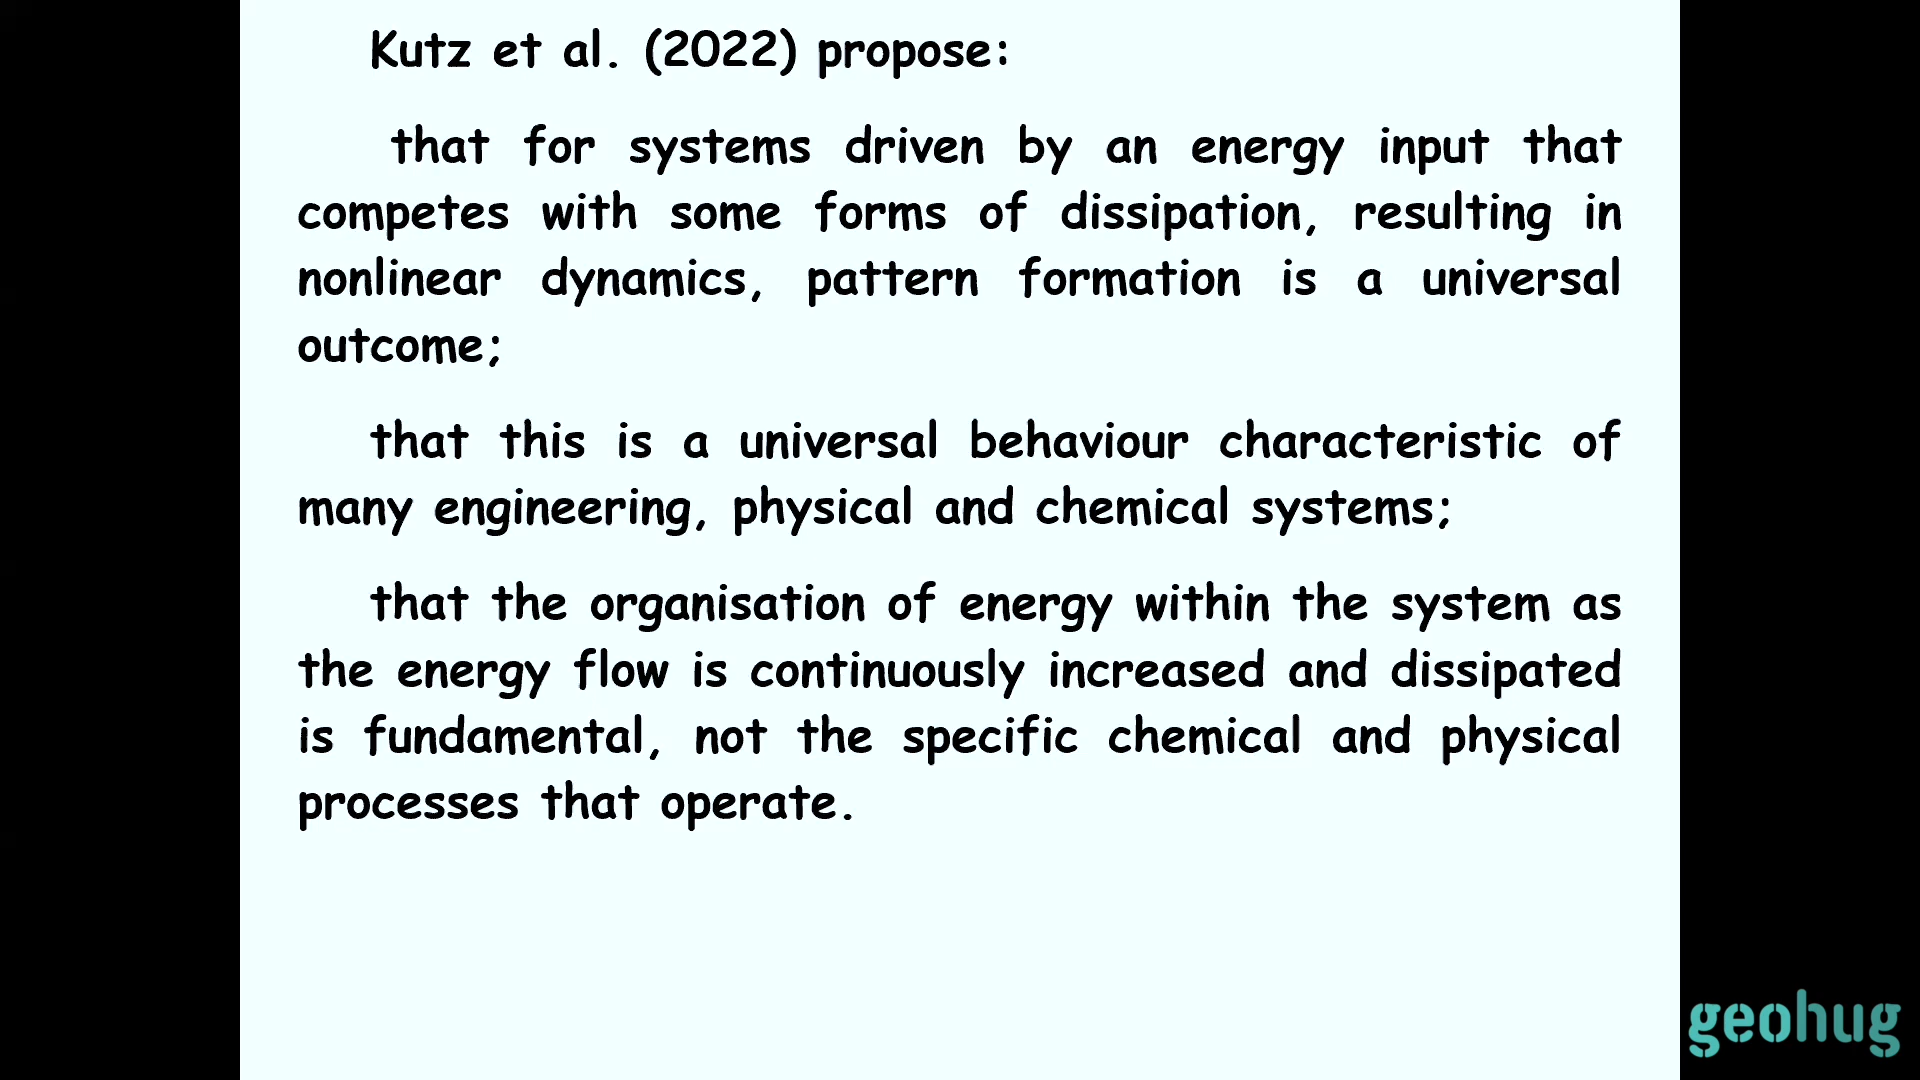 Kutz et al. (2022) propose:
that for systems driven by an energy input that
competes with some forms of dissipation, resulting in
nonlinear dynamics, pattern formation is a universal
outcome;
that this is a universal behaviour characteristic of
many engineering, physical and chemical systems;
that the organisation of energy within the system as
the energy flow is continuously increased and dissipated
is fundamental, not the specific chemical and physical
processes that operate.
geohug